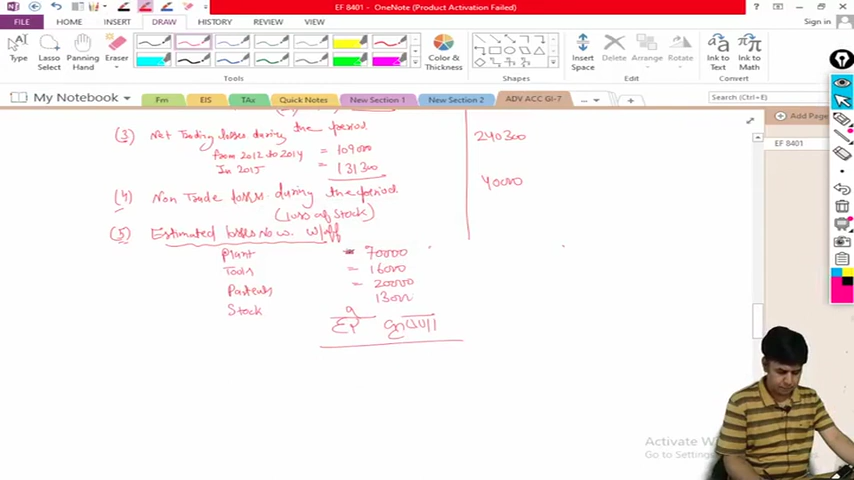 EF 8401 - OneNote (Product Activation Failed)
FILE HOME INSERT DRAW HISTORY REVIEW VIEW
Sign in
Type Lasso Select Panning Hand Eraser Color & Thickness Insert Space Delete Arrange Rotate Ink to Text Ink to Math
Tools Shapes Edit Convert
My Notebook Fm EIS TAx Quick Notes New Section 1 New Section 2 ADV ACC GI-7 Search (Ctrl+E)
Add Page
EF 8401
(3) Net Trading losses during the period
240300
from 2012 to 2014 = 109000
In 2015 = 131300
(4) Non Trade losses during the period
40000
(loss of stock)
(5) Estimated losses now w/off
Plant = 70000
Tools = 16000
Patents = 20000
Stock 13000
Activate W
Go to Settings